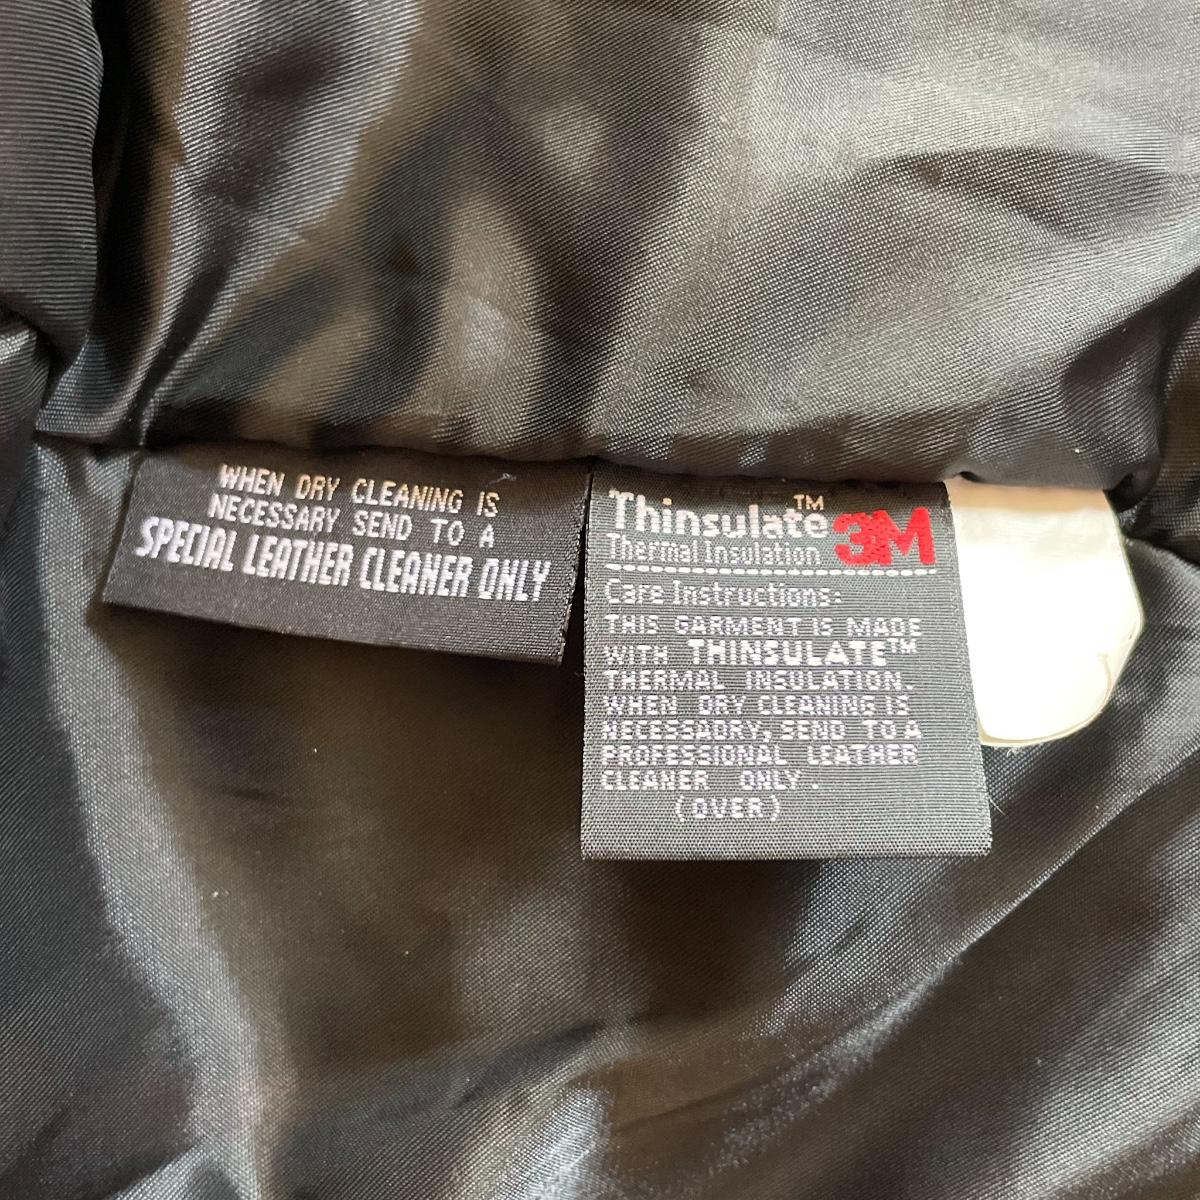 WHEN DRY CLEANING IS
NECESSARY SEND TO A
SPECIAL LEATHER CLEANER ONLY
Thinsulate™ 3M
Thermal Insulation
Care Instructions:
THIS GARMENT IS MADE
WITH THINSULATE™
THERMAL INSULATION.
WHEN DRY CLEANING IS
NECESSADRY, SEND TO A
PROFESSIONAL LEATHER
CLEANER ONLY.
(OVER)